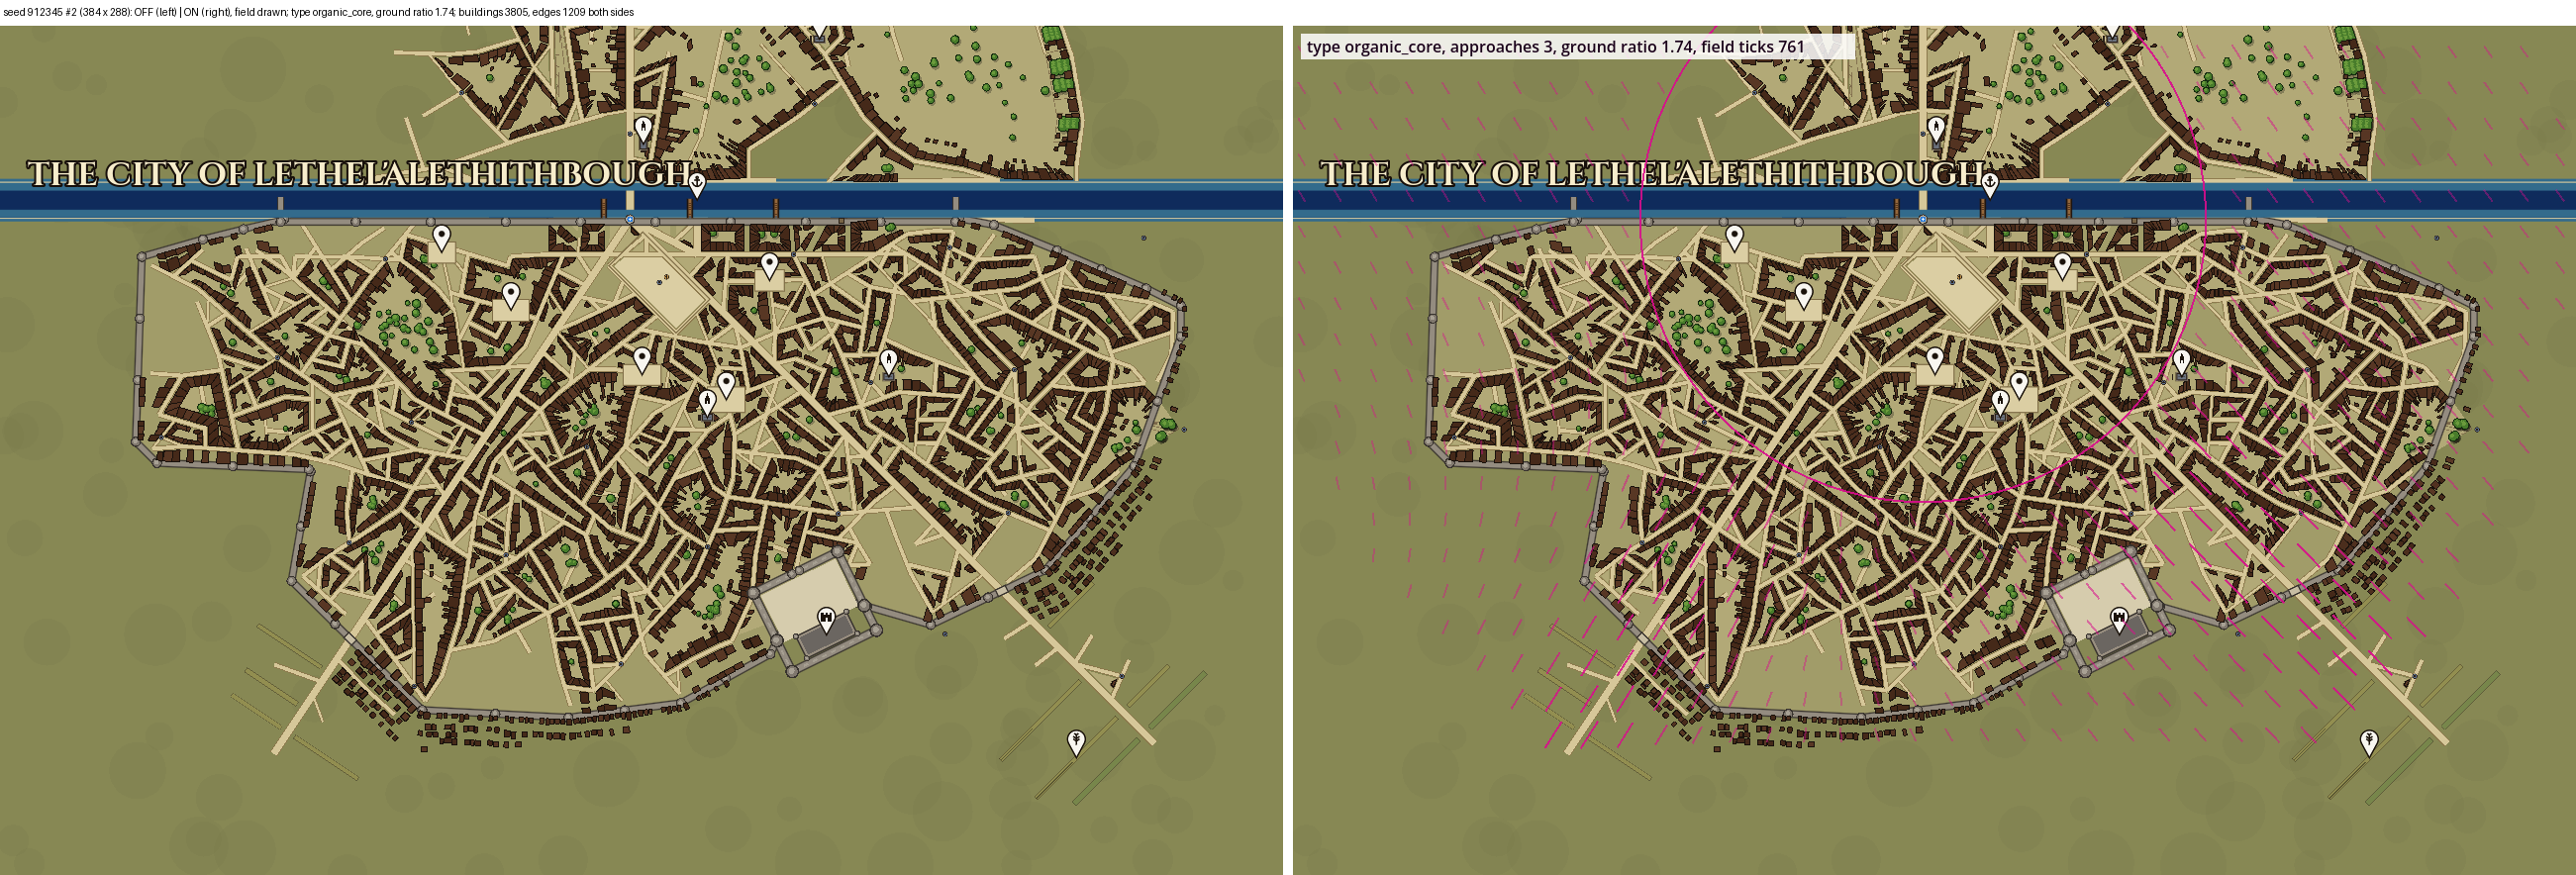 seed 912345 #2 (384 x 288): OFF (left) | ON (right), field drawn; type organic_core, ground ratio 1.74; buildings 3805, edges 1209 both sides
type organic_core, approaches 3, ground ratio 1.74, field ticks 761
THE CITY OF LETHEL'ALETHITHBOUGH
THE CITY OF LETHEL'ALETHITHBOUGH